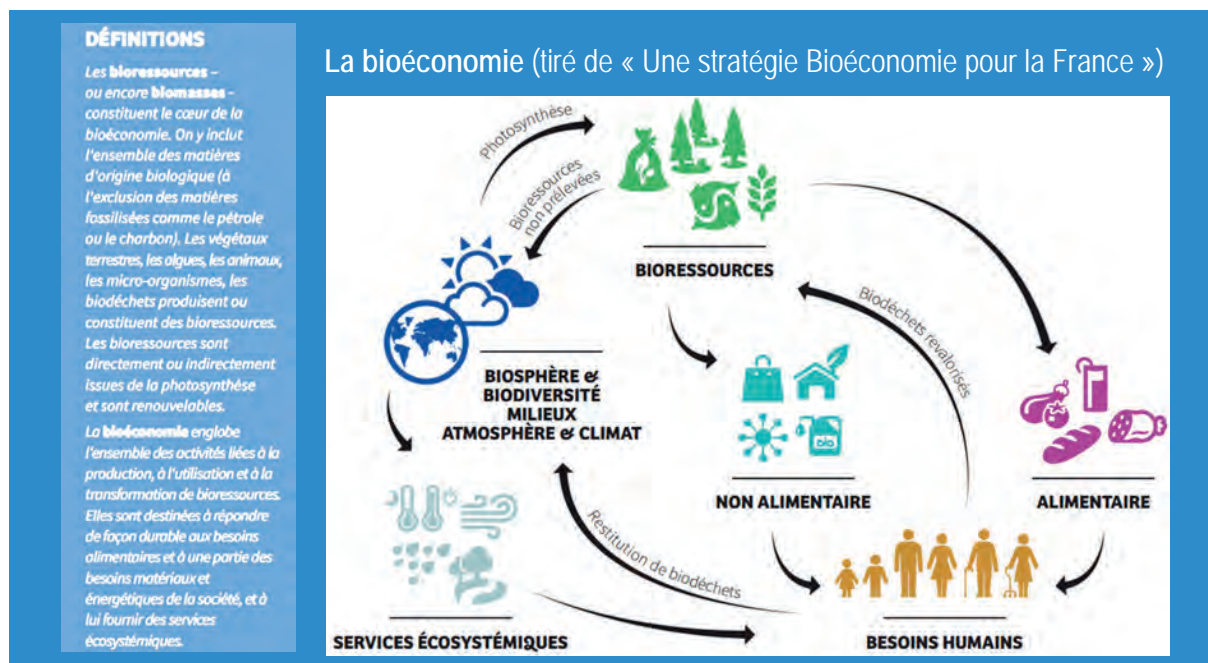 DÉFINITIONS
Les bioressources –
ou encore biomasses –
constituent le cœur de la
bioéconomie. On y inclut
l'ensemble des matières
d'origine biologique (à
l'exclusion des matières
fossilisées comme le pétrole
ou le charbon). Les végétaux
terrestres, les algues, les animaux,
les micro-organismes, les
biodéchets produisent ou
constituent des bioressources.
Les bioressources sont
directement ou indirectement
issues de la photosynthèse
et sont renouvelables.
La bioéconomie englobe
l'ensemble des activités liées à la
production, à l'utilisation et à la
transformation de bioressources.
Elles sont destinées à répondre
de façon durable aux besoins
alimentaires et à une partie des
besoins matériaux et
énergétiques de la société, et à
lui fournir des services
écosystémiques.
La bioéconomie (tiré de « Une stratégie Bioéconomie pour la France »)
Photosynthèse
Bioressources
non prélevées
BIORESSOURCES
Biodéchets revalorisés
BIOSPHÈRE &
BIODIVERSITÉ
MILIEUX
ATMOSPHÈRE & CLIMAT
bio
NON ALIMENTAIRE
ALIMENTAIRE
Restitution de biodéchets
SERVICES ÉCOSYSTÉMIQUES
BESOINS HUMAINS